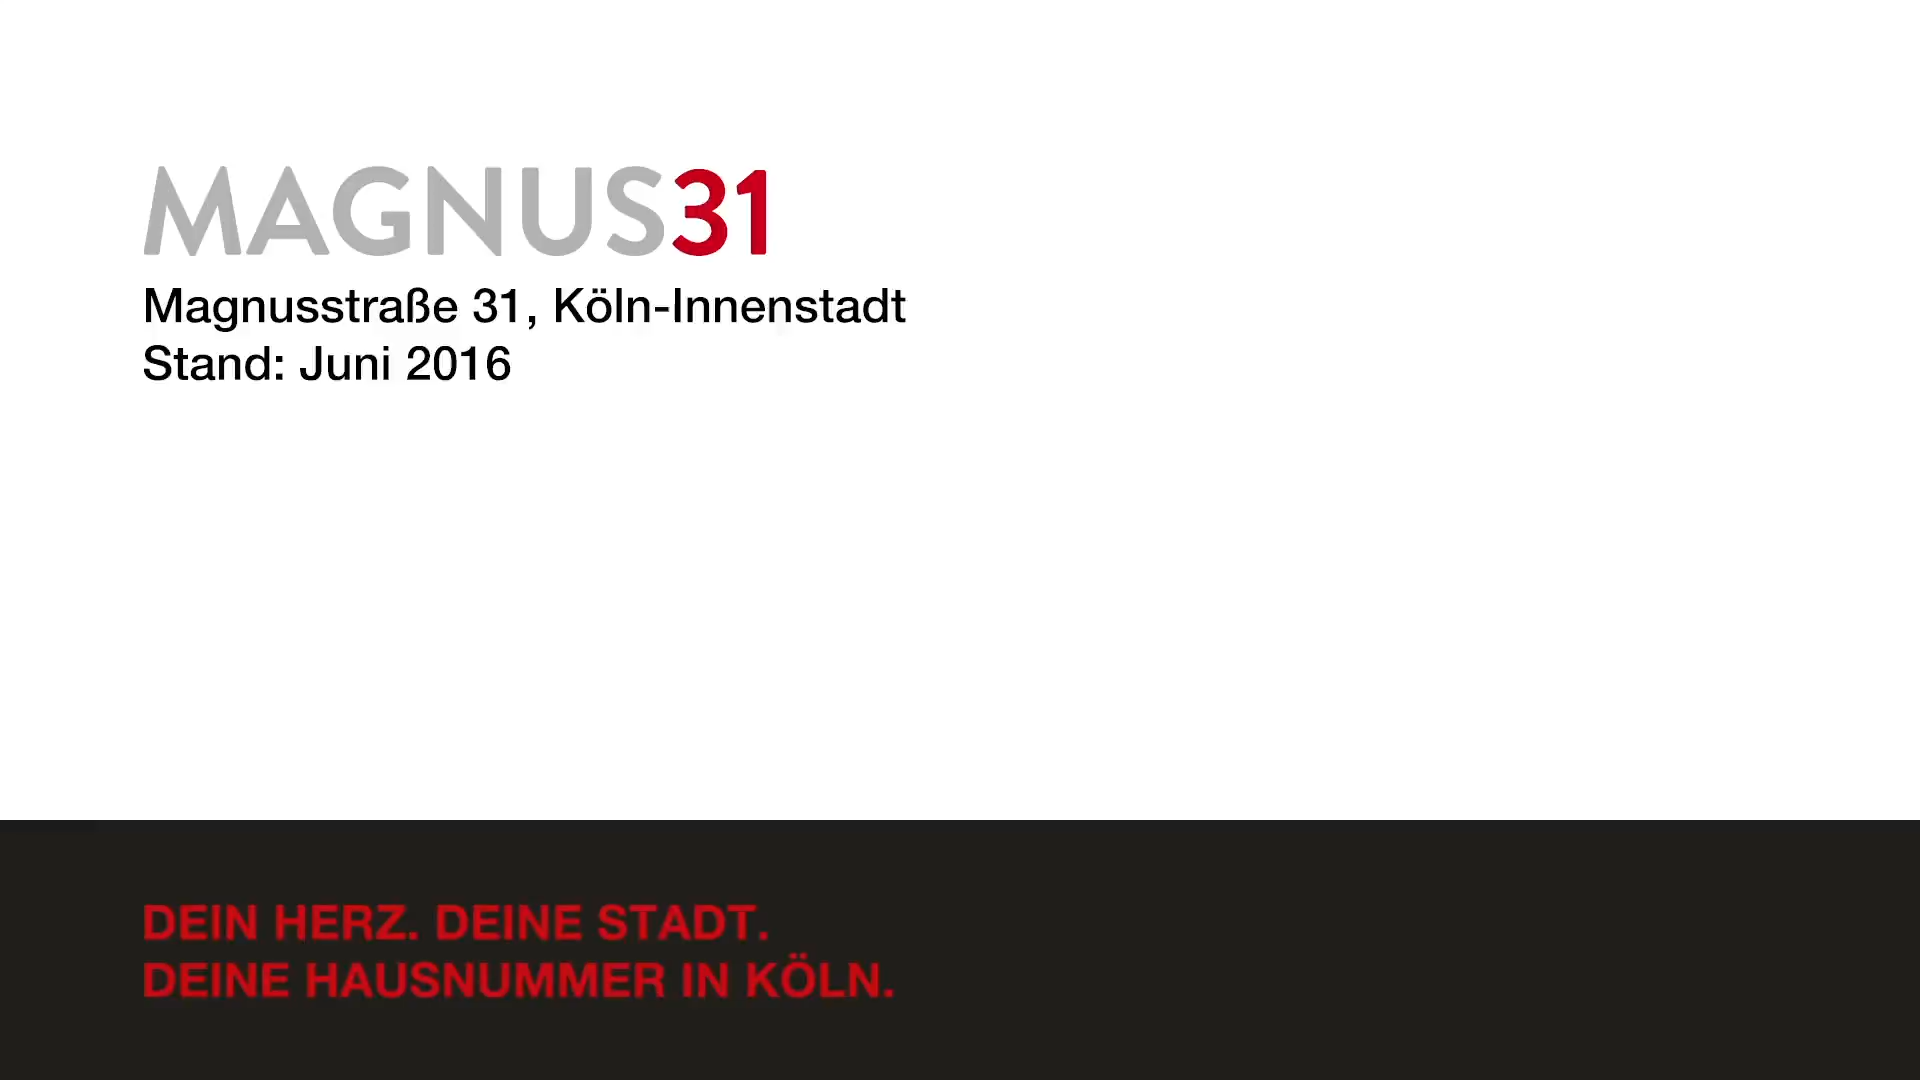 MAGNUS31
Magnusstraße 31, Köln-Innenstadt
Stand: Juni 2016
DEIN HERZ. DEINE STADT.
DEINE HAUSNUMMER IN KÖLN.